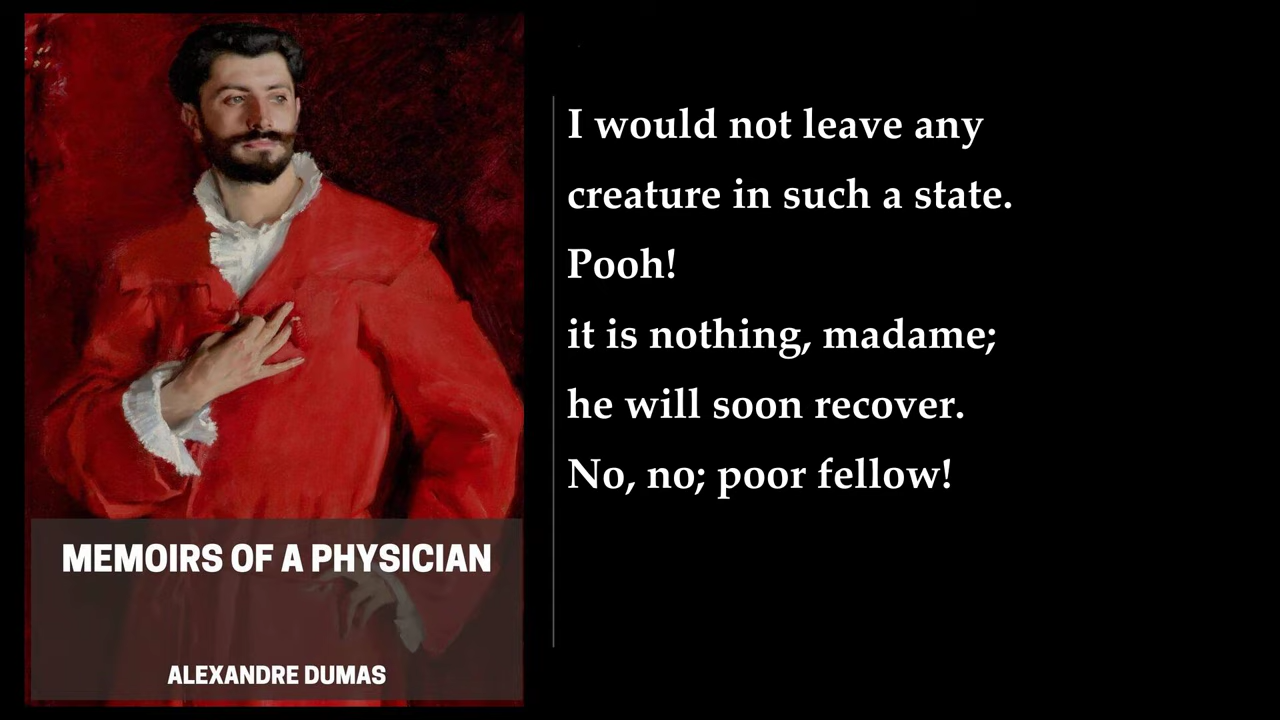 MEMOIRS OF A PHYSICIAN
ALEXANDRE DUMAS
I would not leave any
creature in such a state.
Pooh!
it is nothing, madame;
he will soon recover.
No, no; poor fellow!